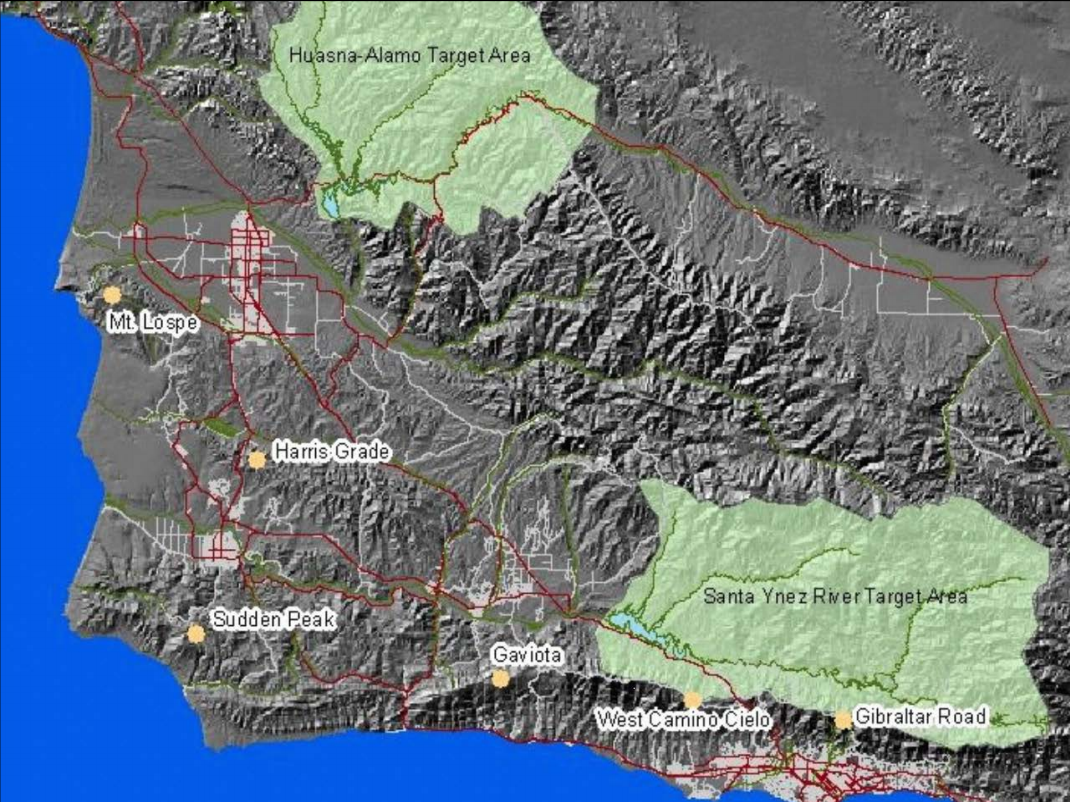 Huasna-Alamo Target Area
Mt. Lospe
Harris Grade
Santa Ynez River Target Area
Sudden Peak
Gaviota
West Camino Cielo
Gibraltar Road